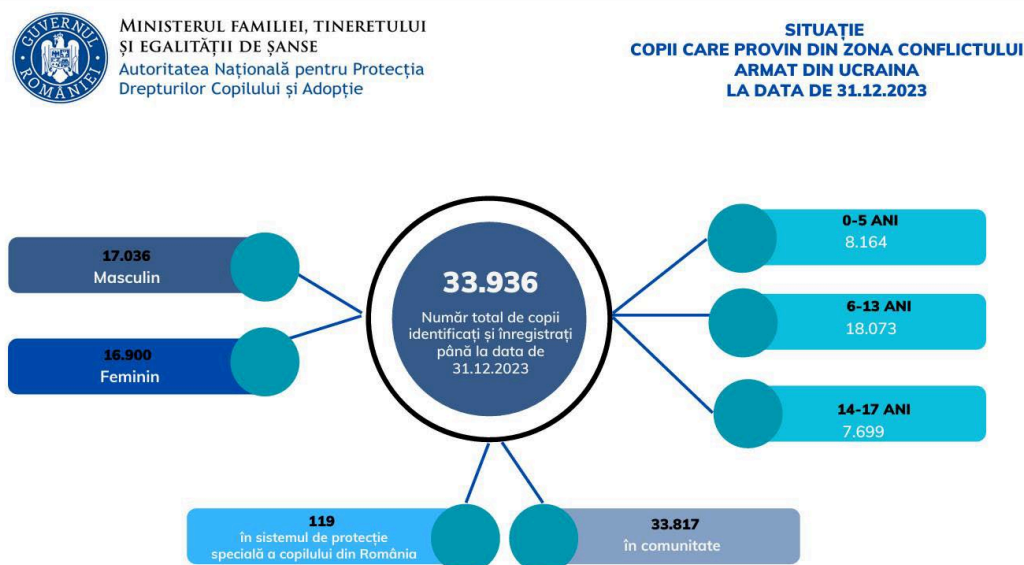 GUVERNUL ROMÂNIEI
MINISTERUL FAMILIEI, TINERETULUI
ȘI EGALITĂȚII DE ȘANSE
Autoritatea Națională pentru Protecția
Drepturilor Copilului și Adopție
SITUAȚIE
COPII CARE PROVIN DIN ZONA CONFLICTULUI
ARMAT DIN UCRAINA
LA DATA DE 31.12.2023
17.036
Masculin
16.900
Feminin
33.936
Număr total de copii
identificați și înregistrați
până la data de
31.12.2023
0-5 ANI
8.164
6-13 ANI
18.073
14-17 ANI
7.699
119
în sistemul de protecție
specială a copilului din România
33.817
în comunitate